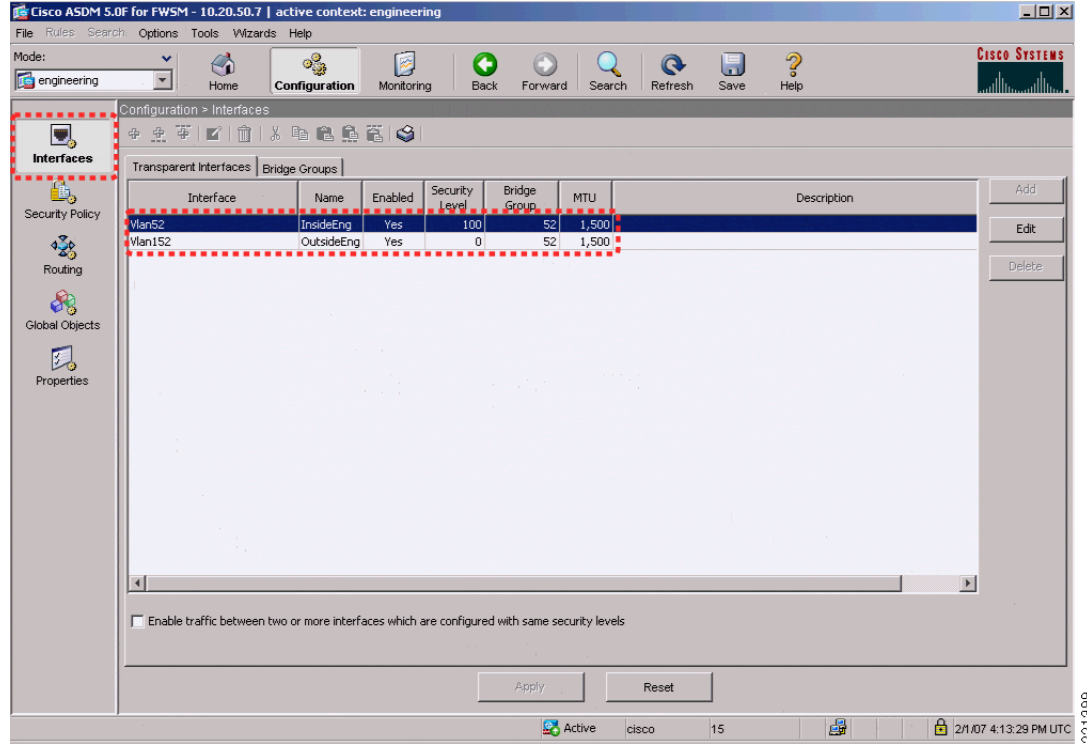 Cisco ASDM 5.0F for FWSM - 10.20.50.7 | active context: engineering
File Rules Search Options Tools Wizards Help
Mode:
engineering
Home
Configuration
Monitoring
Back
Forward
Search
Refresh
Save
Help
CISCO SYSTEMS
Configuration > Interfaces
Interfaces
Security Policy
Routing
Global Objects
Properties
Transparent Interfaces Bridge Groups
Interface Name Enabled Security Level Bridge Group MTU Description
Vlan52 InsideEng Yes 100 52 1,500
Vlan152 OutsideEng Yes 0 52 1,500
Add
Edit
Delete
Enable traffic between two or more interfaces which are configured with same security levels
Apply Reset
Active cisco 15 2/1/07 4:13:29 PM UTC